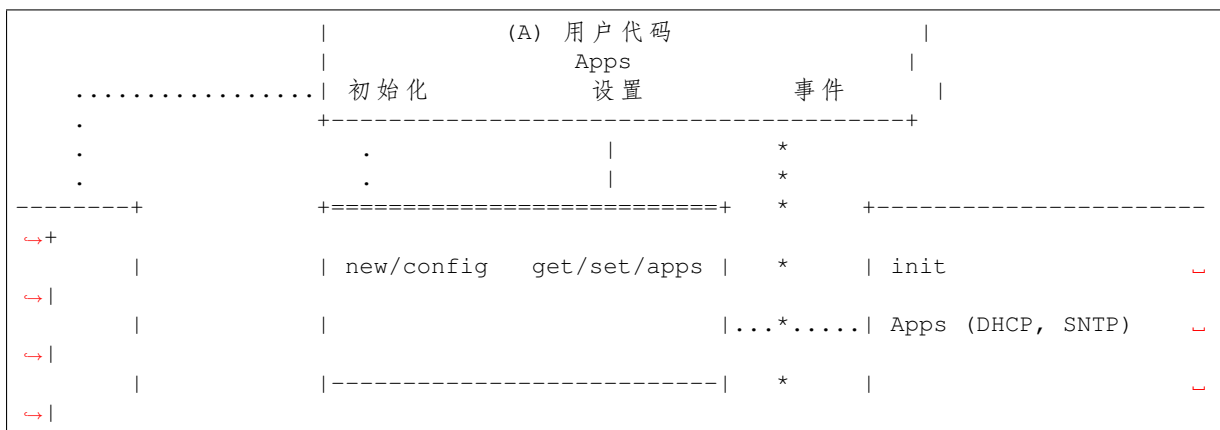 |            (A) 用户代码                 |
                      |                 Apps                    |
    .................| 初始化           设置          事件      |
    .                +----------------------------------------+
    .                   .                |           *
    .                   .                |           *
--------+            +===========================+   *     +-----------------------
↪+
        |            | new/config   get/set/apps |   *     | init                 ␣
↪|
        |            |                           |...*.....| Apps (DHCP, SNTP)    ␣
↪|
        |            |---------------------------|   *     |                      ␣
↪|